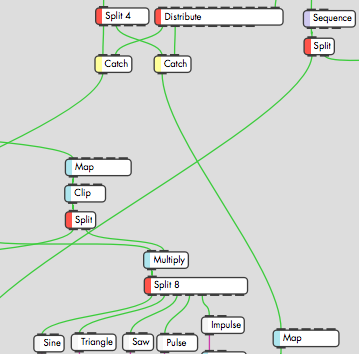 Split 4
Distribute
Sequence
Split
Catch
Catch
Map
Clip
Split
Multiply
Split 8
Impulse
Sine
Triangle
Saw
Pulse
Map